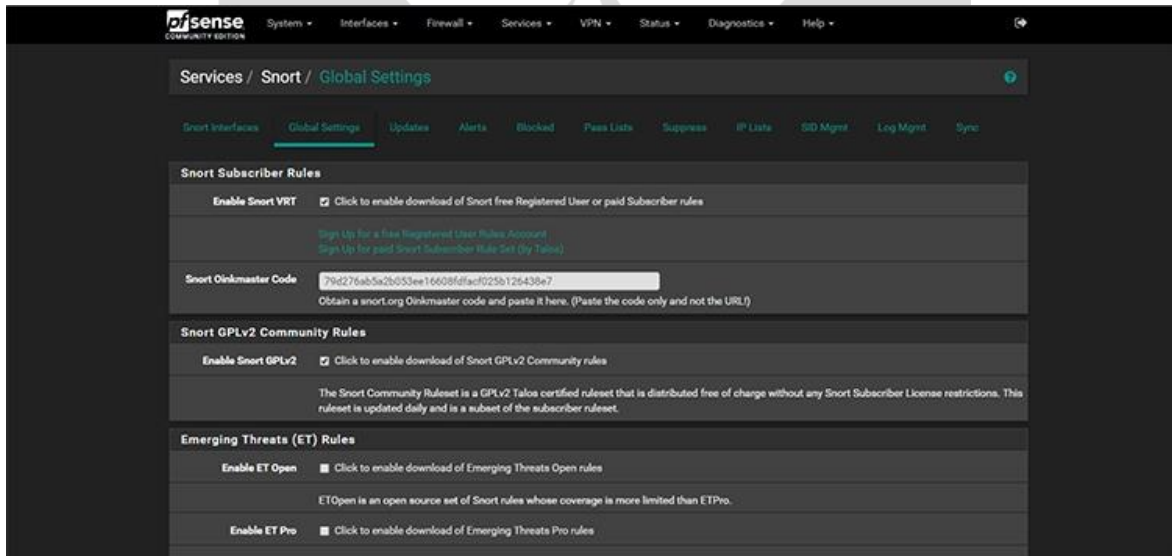 pfsense
COMMUNITY EDITION
System Interfaces Firewall Services VPN Status Diagnostics Help
Services / Snort / Global Settings
Snort Interfaces Global Settings Updates Alerts Blocked Pass Lists Suppress IP Lists SID Mgmt Log Mgmt Sync
Snort Subscriber Rules
Enable Snort VRT Click to enable download of Snort free Registered User or paid Subscriber rules
Sign Up for a free Registered User Rules Account
Sign Up for paid Snort Subscriber Rule Set (by Talos)
Snort Oinkmaster Code 79d276ab5a2b053ee16608fdfacf025b126438e7
Obtain a snort.org Oinkmaster code and paste it here. (Paste the code only and not the URL!)
Snort GPLv2 Community Rules
Enable Snort GPLv2 Click to enable download of Snort GPLv2 Community rules
The Snort Community Ruleset is a GPLv2 Talos certified ruleset that is distributed free of charge without any Snort Subscriber License restrictions. This
ruleset is updated daily and is a subset of the subscriber ruleset.
Emerging Threats (ET) Rules
Enable ET Open Click to enable download of Emerging Threats Open rules
ETOpen is an open source set of Snort rules whose coverage is more limited than ETPro.
Enable ET Pro Click to enable download of Emerging Threats Pro rules